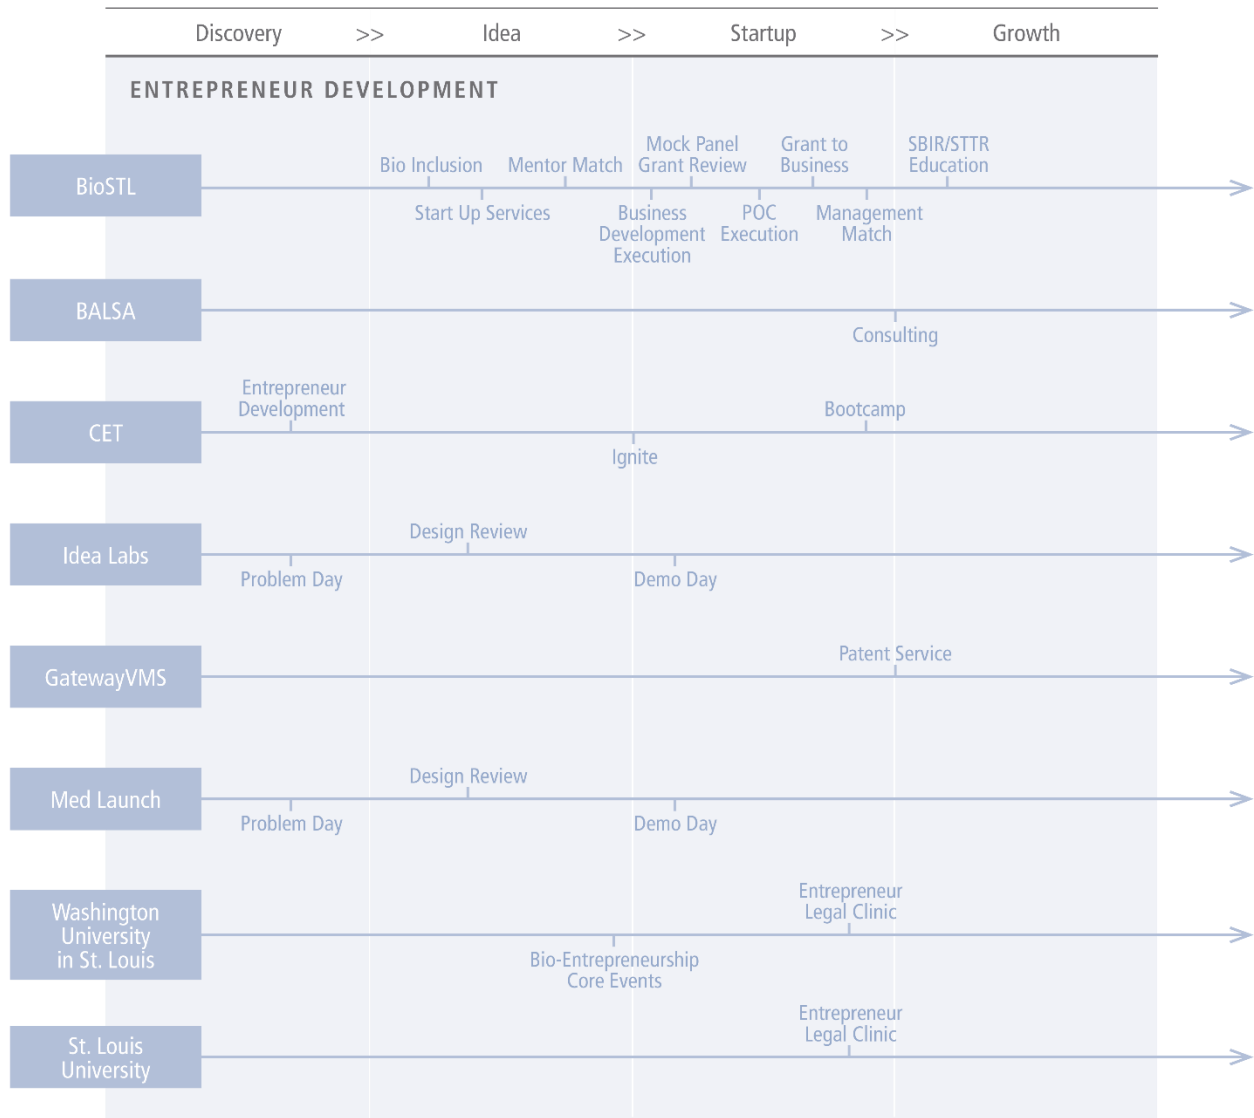 Discovery >> Idea >> Startup >> Growth
ENTREPRENEUR DEVELOPMENT
BioSTL
Bio Inclusion
Start Up Services
Mentor Match
Business
Development
Execution
Mock Panel
Grant Review
POC
Execution
Grant to
Business
Management
Match
SBIR/STTR
Education
BALSA
Consulting
CET
Entrepreneur
Development
Ignite
Bootcamp
Idea Labs
Problem Day
Design Review
Demo Day
GatewayVMS
Patent Service
Med Launch
Problem Day
Design Review
Demo Day
Washington
University
in St. Louis
Bio-Entrepreneurship
Core Events
Entrepreneur
Legal Clinic
St. Louis
University
Entrepreneur
Legal Clinic